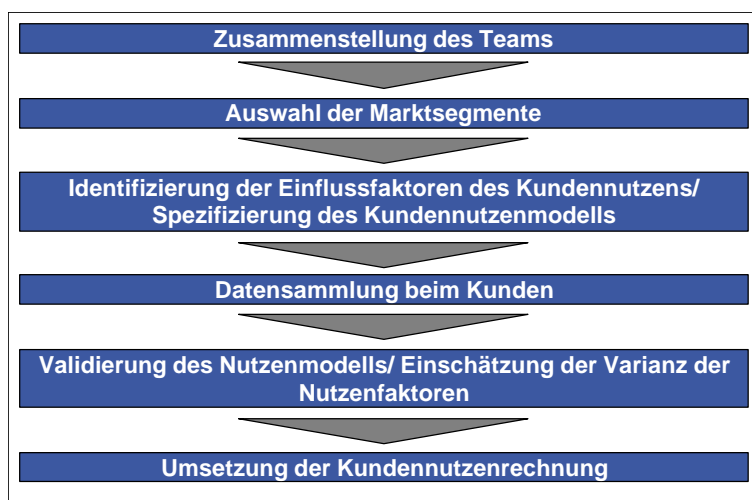 Zusammenstellung des Teams
Auswahl der Marktsegmente
Identifizierung der Einflussfaktoren des Kundennutzens/
Spezifizierung des Kundennutzenmodells
Datensammlung beim Kunden
Validierung des Nutzenmodells/ Einschätzung der Varianz der
Nutzenfaktoren
Umsetzung der Kundennutzenrechnung